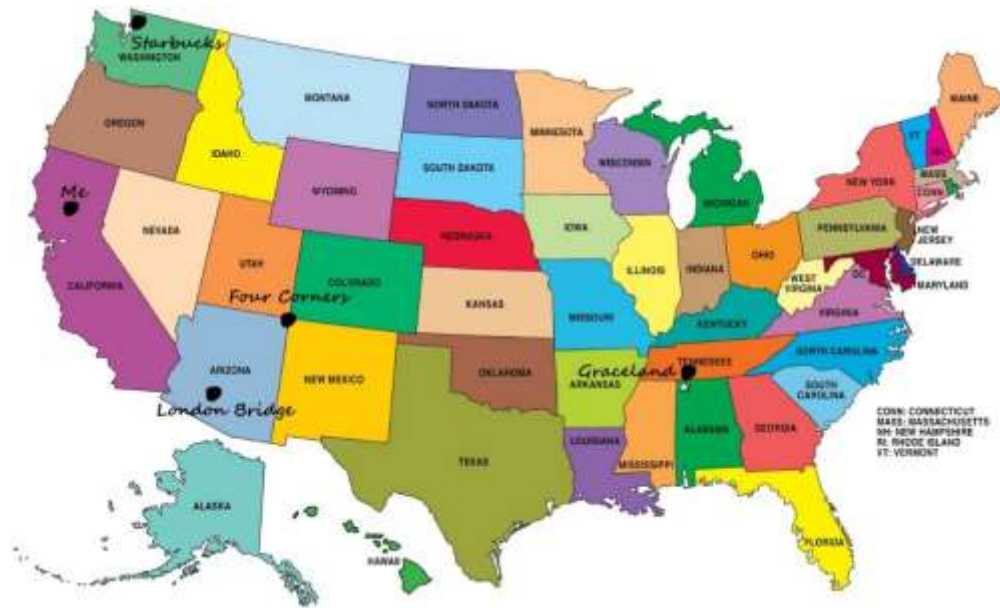 Starbucks
WASHINGTON
MONTANA
NORTH DAKOTA
MINNESOTA
MAINE
OREGON
IDAHO
SOUTH DAKOTA
WISCONSIN
VT
MASS
Me
WYOMING
MICHIGAN
NEW YORK
CONN
RI
NEVADA
NEBRASKA
IOWA
PENNSYLVANIA
NEW
JERSEY
UTAH
COLORADO
ILLINOIS
INDIANA
OHIO
DELAWARE
CALIFORNIA
Four Corners
KANSAS
MISSOURI
WEST
VIRGINIA
DC
MARYLAND
KENTUCKY
VIRGINIA
ARIZONA
NEW MEXICO
OKLAHOMA
ARKANSAS
Graceland
TENNESSEE
NORTH CAROLINA
London Bridge
SOUTH
CAROLINA
TEXAS
LOUISIANA
MISSISSIPPI
ALABAMA
GEORGIA
CONN: CONNECTICUT
MASS: MASSACHUSETTS
NH: NEW HAMPSHIRE
RI: RHODE ISLAND
VT: VERMONT
ALASKA
HAWAII
FLORIDA